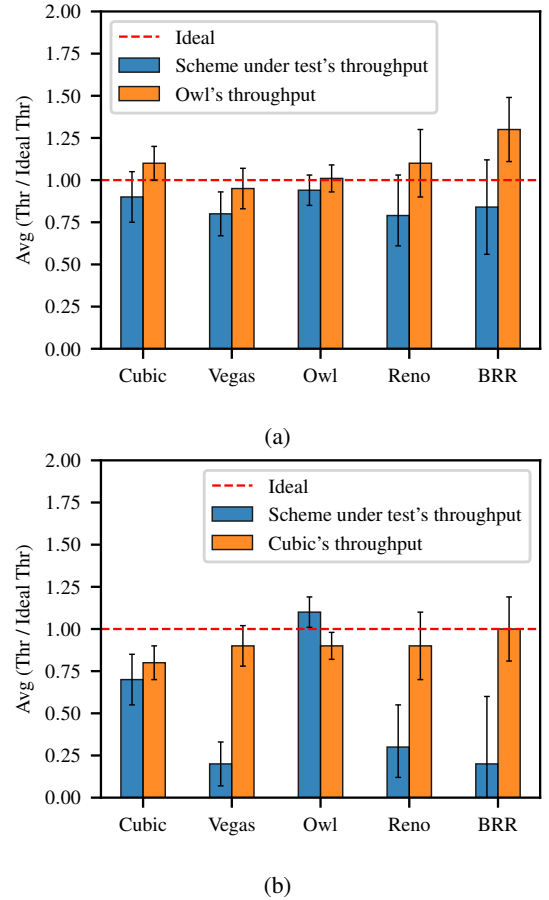 2.00
1.75
1.50
1.25
1.00
0.75
0.50
0.25
0.00
Avg (Thr / Ideal Thr)
Ideal
Scheme under test's throughput
Owl's throughput
Cubic Vegas Owl Reno BRR
(a)
2.00
1.75
1.50
1.25
1.00
0.75
0.50
0.25
0.00
Avg (Thr / Ideal Thr)
Ideal
Scheme under test's throughput
Cubic's throughput
Cubic Vegas Owl Reno BRR
(b)